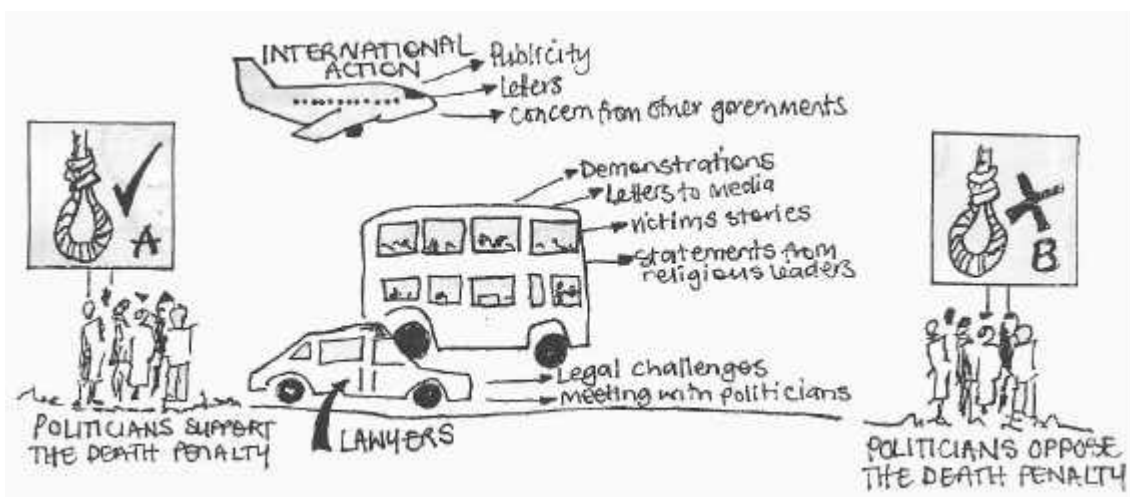 INTERNATIONAL
ACTION
Publicity
Letters
concern from other governments
Demonstrations
Letters to media
victims stories
statements from
religious leaders
A
B
Legal challenges
meeting with politicians
LAWYERS
POLITICIANS SUPPORT
THE DEATH PENALTY
POLITICIANS OPPOSE
THE DEATH PENALTY